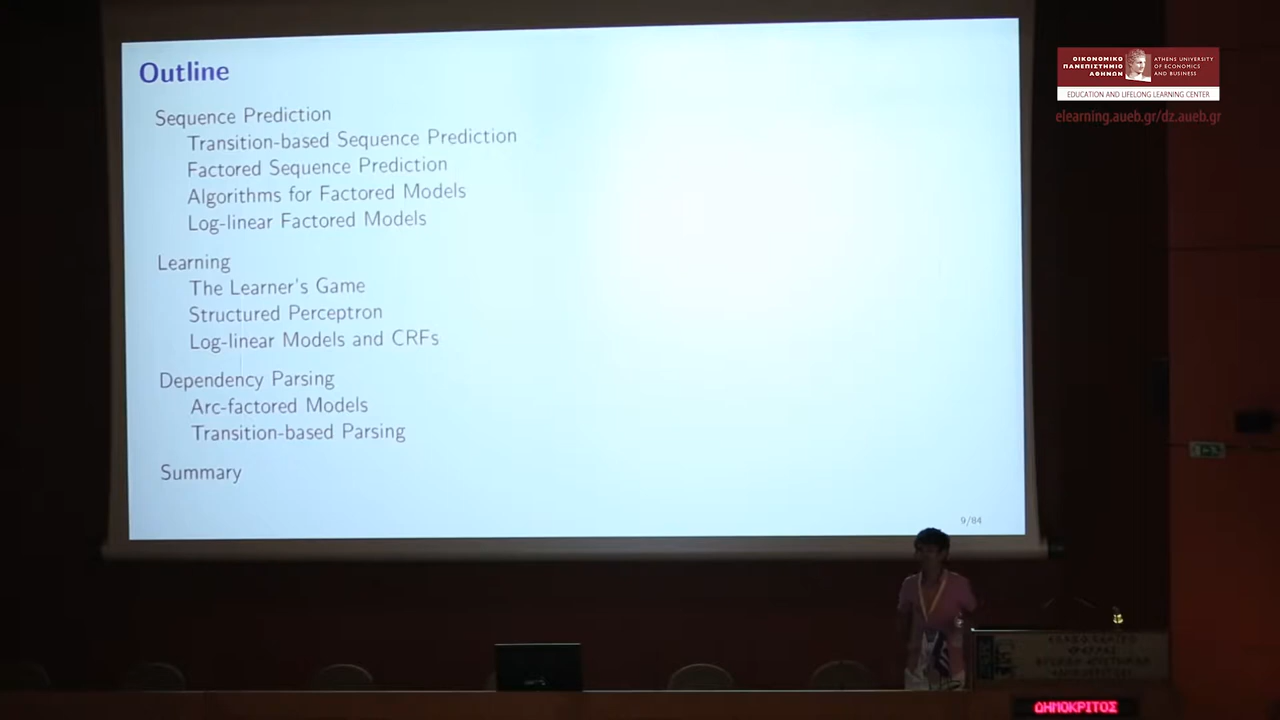 Outline
Sequence Prediction
Transition-based Sequence Prediction
Factored Sequence Prediction
Algorithms for Factored Models
Log-linear Factored Models
Learning
The Learner's Game
Structured Perceptron
Log-linear Models and CRFs
Dependency Parsing
Arc-factored Models
Transition-based Parsing
Summary
9/84
ΟΙΚΟΝΟΜΙΚΟ
ΠΑΝΕΠΙΣΤΗΜΙΟ
ΑΘΗΝΩΝ
ATHENS UNIVERSITY
OF ECONOMICS
AND BUSINESS
EDUCATION AND LIFELONG LEARNING CENTER
elearning.aueb.gr/dz.aueb.gr
ΔΗΜΟΚΡΙΤΟΣ